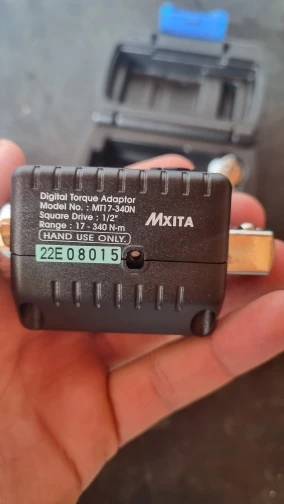 Digital Torque Adaptor
Model No. : MT17-340N
Square Drive : 1/2"
Range : 17 - 340 N-m
HAND USE ONLY.
MXITA
22E08015